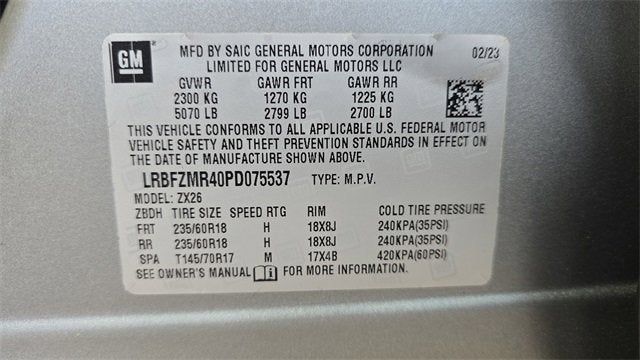 GM
MFD BY SAIC GENERAL MOTORS CORPORATION 02/23
LIMITED FOR GENERAL MOTORS LLC
GVWR GAWR FRT GAWR RR
2300 KG 1270 KG 1225 KG
5070 LB 2799 LB 2700 LB
THIS VEHICLE CONFORMS TO ALL APPLICABLE U.S. FEDERAL MOTOR
VEHICLE SAFETY AND THEFT PREVENTION STANDARDS IN EFFECT ON
THE DATE OF MANUFACTURE SHOWN ABOVE.
LRBFZMR40PD075537 TYPE: M.P.V.
MODEL: ZX26
ZBDH TIRE SIZE SPEED RTG RIM COLD TIRE PRESSURE
FRT 235/60R18 H 18X8J 240KPA(35PSI)
RR 235/60R18 H 18X8J 240KPA(35PSI)
SPA T145/70R17 M 17X4B 420KPA(60PSI)
SEE OWNER'S MANUAL FOR MORE INFORMATION.